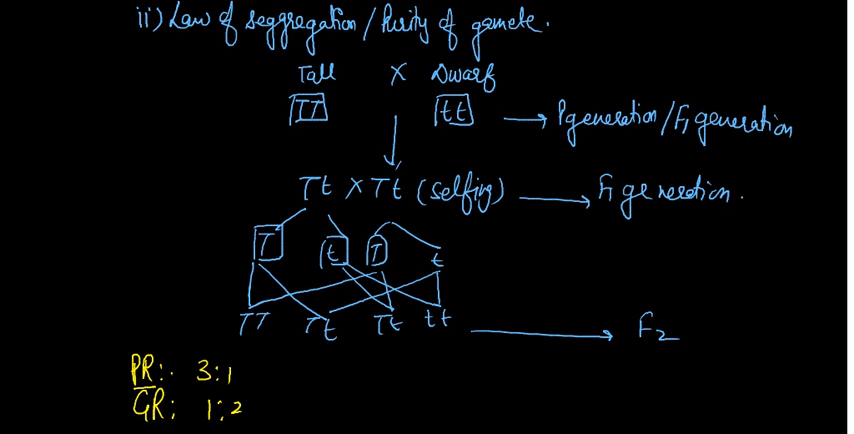 ii) Law of seggregation / Purity of gamete.
Tall X Dwarf
TT tt → P generation / F1 generation
Tt X Tt (selfing) → F1 generation.
T t T t
TT Tt Tt tt → F2
PR: 3:1
GR: 1:2